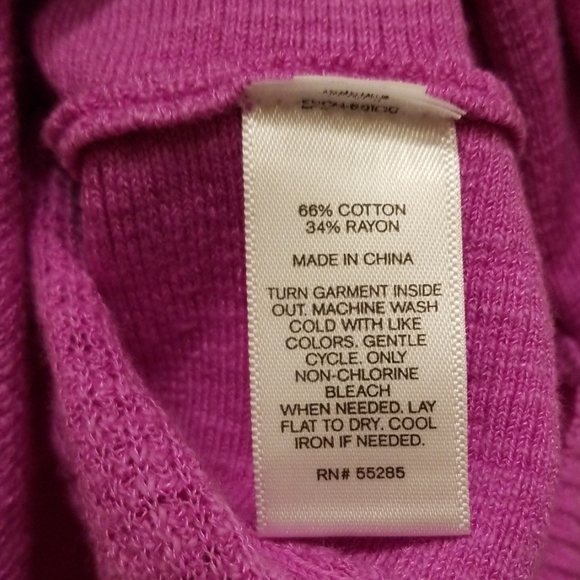 66% COTTON
34% RAYON
MADE IN CHINA
TURN GARMENT INSIDE
OUT. MACHINE WASH
COLD WITH LIKE
COLORS. GENTLE
CYCLE. ONLY
NON-CHLORINE
BLEACH
WHEN NEEDED. LAY
FLAT TO DRY. COOL
IRON IF NEEDED.
RN# 55285